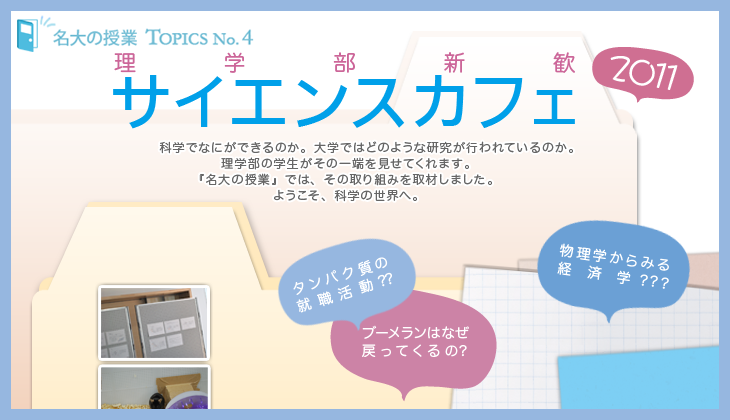 名大の授業 TOPICS No. 4
理学部新歓
2011
サイエンスカフェ
科学でなにができるのか。大学ではどのような研究が行われているのか。
理学部の学生がその一端を見せてくれます。
『名大の授業』では、その取り組みを取材しました。
ようこそ、科学の世界へ。
タンパク質の
就職活動??
物理学からみる
経済学???
ブーメランはなぜ
戻ってくるの?